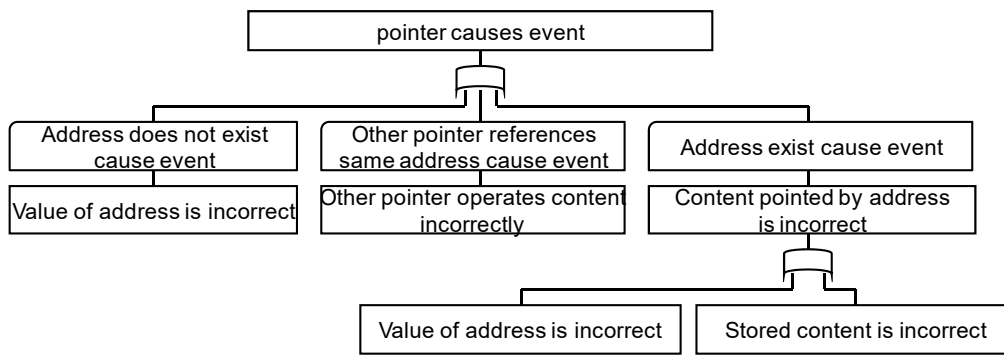 pointer causes event
Address does not exist
cause event
Other pointer references
same address cause event
Address exist cause event
Value of address is incorrect
Other pointer operates content
incorrectly
Content pointed by address
is incorrect
Value of address is incorrect
Stored content is incorrect